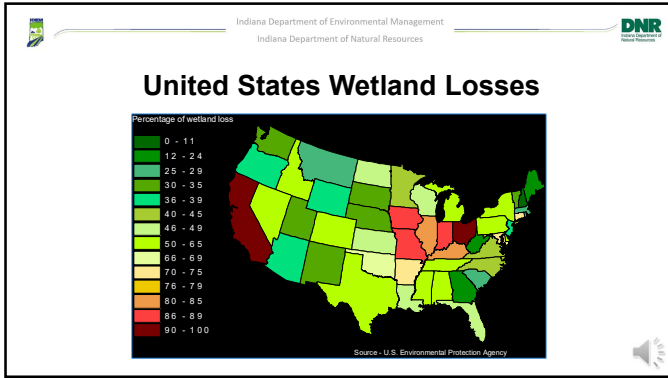 Indiana Department of Environmental Management
Indiana Department of Natural Resources
DNR
Indiana Department of
Natural Resources
United States Wetland Losses
Percentage of wetland loss
0 - 11
12 - 24
25 - 29
30 - 35
36 - 39
40 - 45
46 - 49
50 - 65
66 - 69
70 - 75
76 - 79
80 - 85
86 - 89
90 - 100
Source - U.S. Environmental Protection Agency